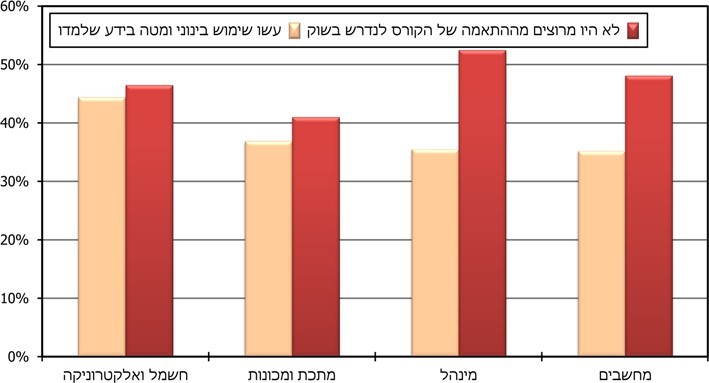 60%
לא היו מרוצים מההתאמה של הקורס לנדרש בשוק
עשו שימוש בינוני ומטה בידע שלמדו
50%
40%
30%
20%
10%
0%
חשמל ואלקטרוניקה
מתכת ומכונות
מינהל
מחשבים